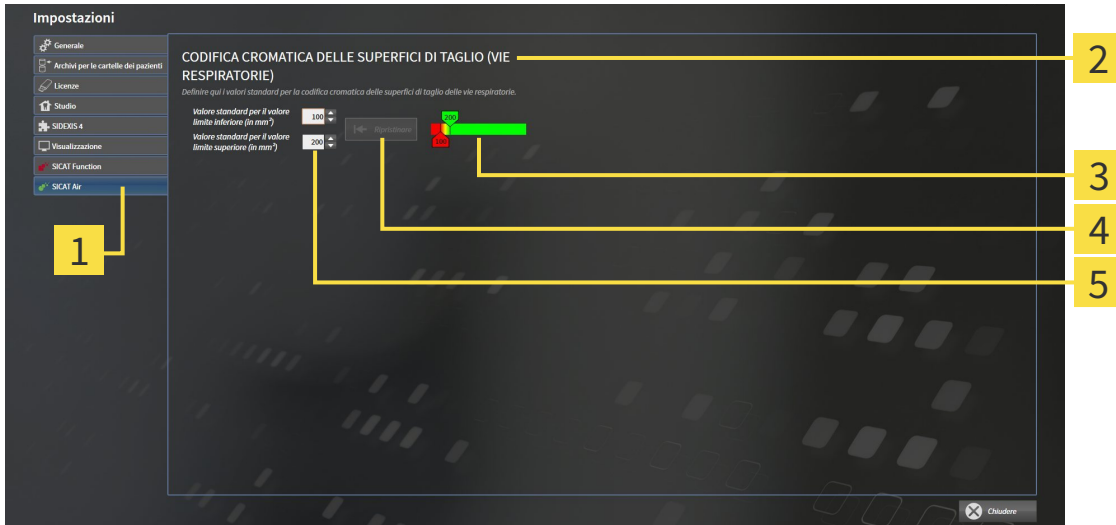 Impostazioni
Generale
Archivi per le cartelle dei pazienti
Licenze
Studio
SIDEXIS 4
Visualizzazione
SICAT Function
SICAT Air
CODIFICA CROMATICA DELLE SUPERFICI DI TAGLIO (VIE
RESPIRATORIE)
Definire qui i valori standard per la codifica cromatica delle superfici di taglio delle vie respiratorie.
Valore standard per il valore
limite inferiore (in mm²)
100
Valore standard per il valore
limite superiore (in mm²)
200
Ripristinare
200
100
Chiudere
1
2
3
4
5